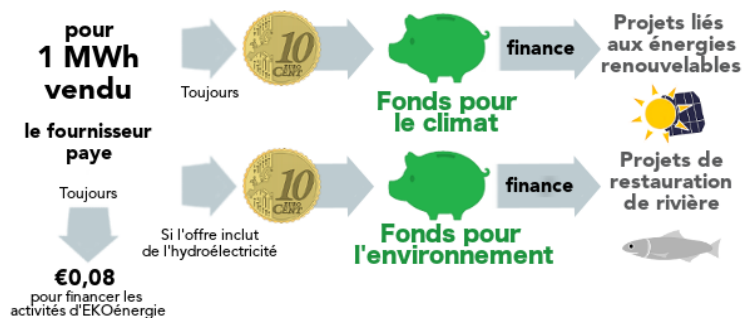 pour
1 MWh
vendu
le fournisseur
paye
Toujours
€0,08
pour financer les
activités d'EKOénergie
Toujours
10
EURO
CENT
Fonds pour
le climat
finance
Projets liés
aux énergies
renouvelables
Si l'offre inclut
de l'hydroélectricité
10
EURO
CENT
Fonds pour
l'environnement
finance
Projets de
restauration
de rivière